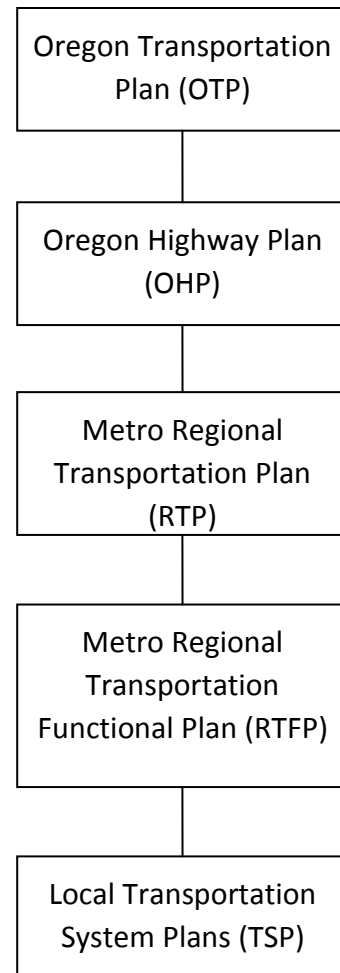 Oregon Transportation
Plan (OTP)
Oregon Highway Plan
(OHP)
Metro Regional
Transportation Plan
(RTP)
Metro Regional
Transportation
Functional Plan (RTFP)
Local Transportation
System Plans (TSP)